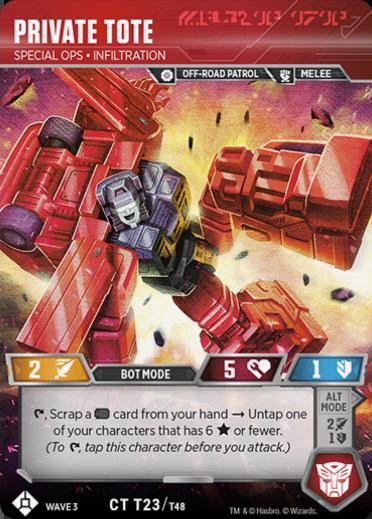 PRIVATE TOTE
SPECIAL OPS • INFILTRATION
OFF-ROAD PATROL MELEE
2 BOT MODE 5 1
ALT
MODE
2
1
, Scrap a card from your hand → Untap one
of your characters that has 6 ★ or fewer.
(To , tap this character before you attack.)
WAVE 3 CT T23/T48 TM & © Hasbro. © Wizards.